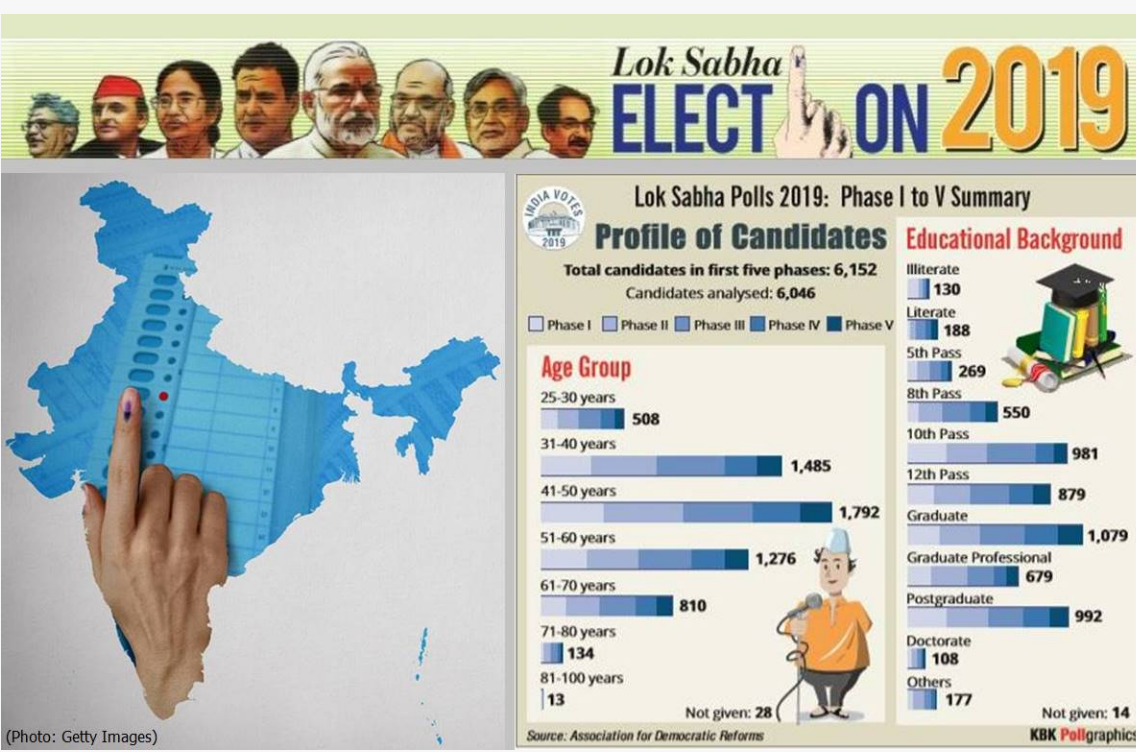 Lok Sabha
ELECTION 2019
INDIA VOTES
2019
Lok Sabha Polls 2019: Phase I to V Summary
Profile of Candidates
Total candidates in first five phases: 6,152
Candidates analysed: 6,046
Phase I Phase II Phase III Phase IV Phase V
Age Group
25-30 years
508
31-40 years
1,485
41-50 years
1,792
51-60 years
1,276
61-70 years
810
71-80 years
134
81-100 years
13
Not given: 28
Educational Background
Illiterate
130
Literate
188
5th Pass
269
8th Pass
550
10th Pass
981
12th Pass
879
Graduate
1,079
Graduate Professional
679
Postgraduate
992
Doctorate
108
Others
177
Not given: 14
Source: Association for Democratic Reforms
KBK Pollgraphics
(Photo: Getty Images)